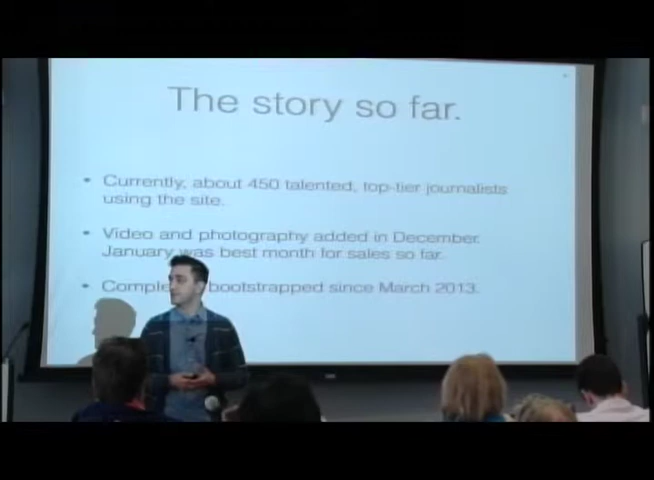 The story so far.
• Currently, about 450 talented, top-tier journalists
using the site.
• Video and photography added in December.
January was best month for sales so far.
• Comple bootstrapped since March 2013.